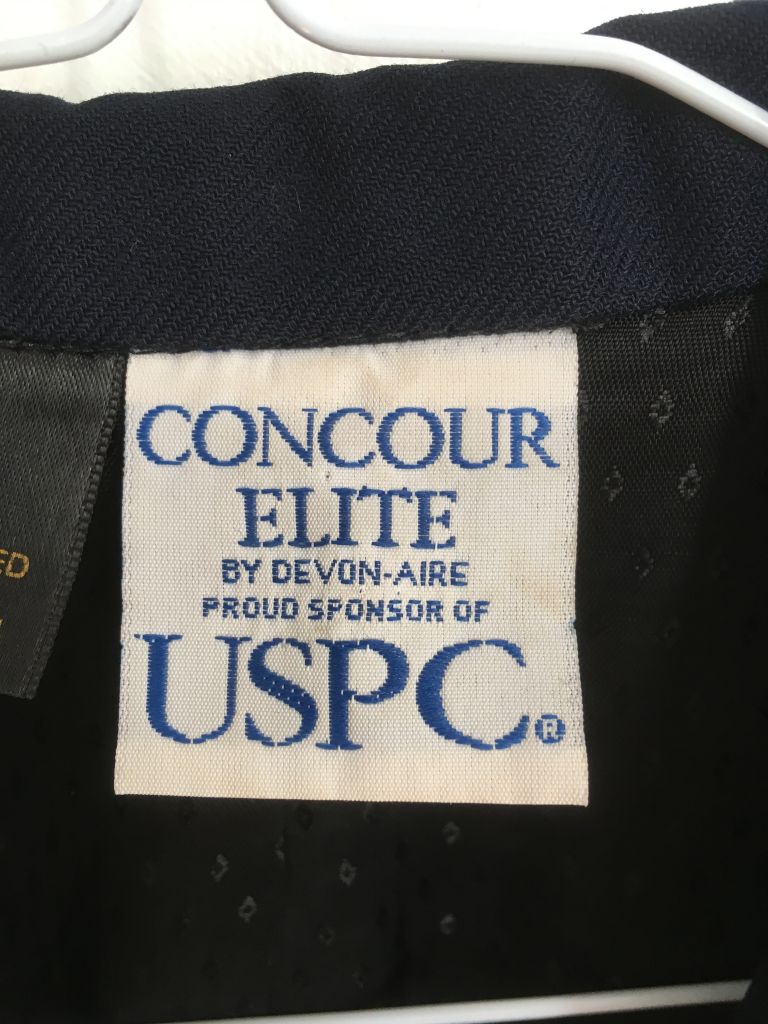 CONCOUR
ELITE
BY DEVON-AIRE
PROUD SPONSOR OF
USPC®